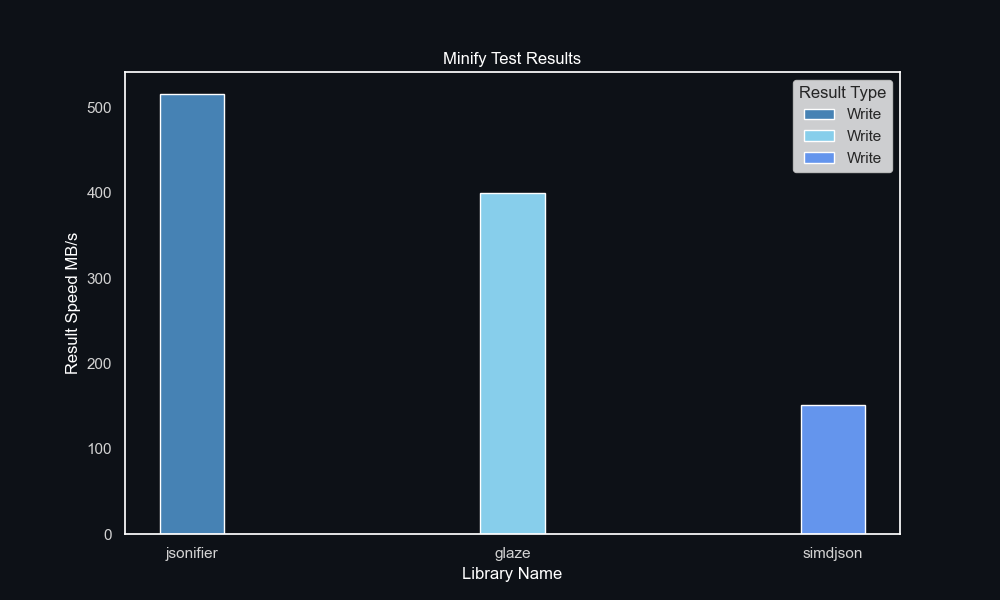 Minify Test Results
Result Type
Write
Write
Write
Result Speed MB/s
500
400
300
200
100
0
jsonifier glaze simdjson
Library Name